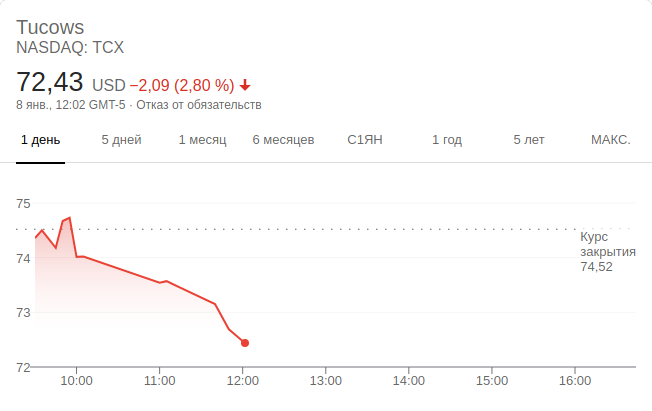 Tucows
NASDAQ: TCX
72,43 USD −2,09 (2,80 %)
8 янв., 12:02 GMT-5 · Отказ от обязательств
1 день 5 дней 1 месяц 6 месяцев С1ЯН 1 год 5 лет МАКС.
75
Курс
закрытия
74,52
74
73
72
10:00 11:00 12:00 13:00 14:00 15:00 16:00